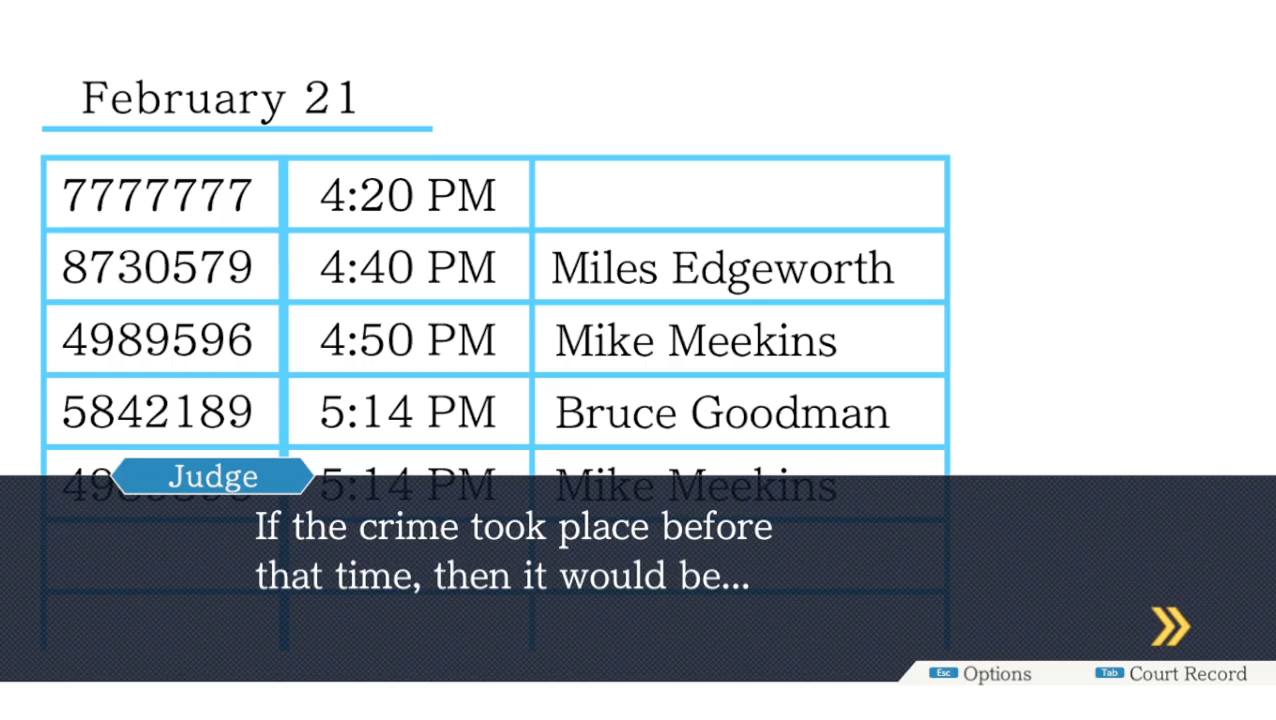 February 21
7777777 4:20 PM
8730579 4:40 PM Miles Edgeworth
4989596 4:50 PM Mike Meekins
5842189 5:14 PM Bruce Goodman
5:14 PM Mike Meekins
Judge
If the crime took place before
that time, then it would be...
Esc Options Tab Court Record